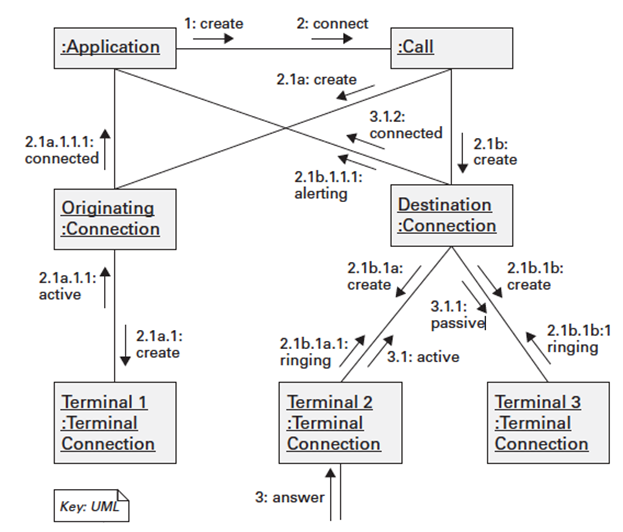 1: create
2: connect
:Application
:Call
2.1a: create
3.1.2:
connected
2.1a.1.1.1:
connected
2.1b:
create
2.1b.1.1.1:
alerting
Originating
:Connection
Destination
:Connection
2.1a.1.1:
active
2.1b.1a:
create
2.1b.1b:
create
3.1.1:
passive
2.1a.1:
create
2.1b.1a.1:
ringing
3.1: active
2.1b.1b:1
ringing
Terminal 1
:Terminal
Connection
Terminal 2
:Terminal
Connection
Terminal 3
:Terminal
Connection
3: answer
Key: UML